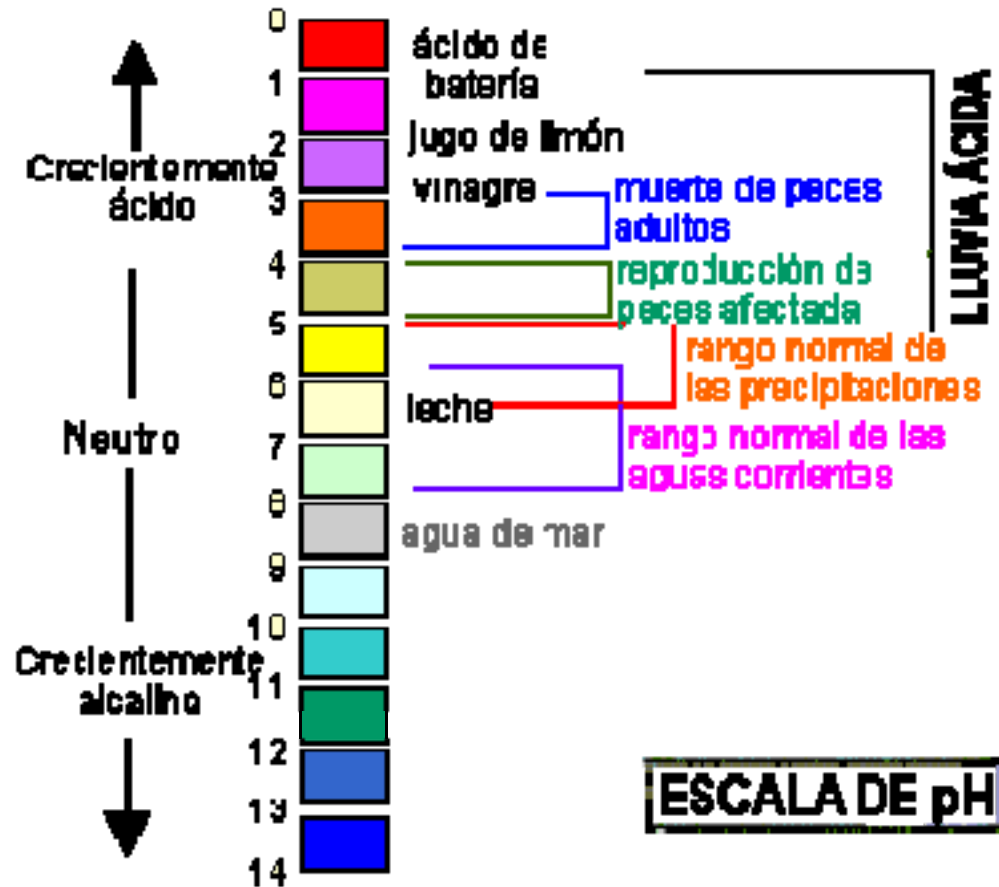 0
1
2
3
4
5
6
7
8
9
10
11
12
13
14
Crecientemente
ácido
Neutro
Crecientemente
alcalino
ácido de
batería
jugo de limón
vinagre
muerte de peces
adultos
reproducción de
peces afectada
rango normal de
las precipitaciones
leche
rango normal de las
aguas corrientes
agua de mar
LLUVIA ÁCIDA
ESCALA DE pH